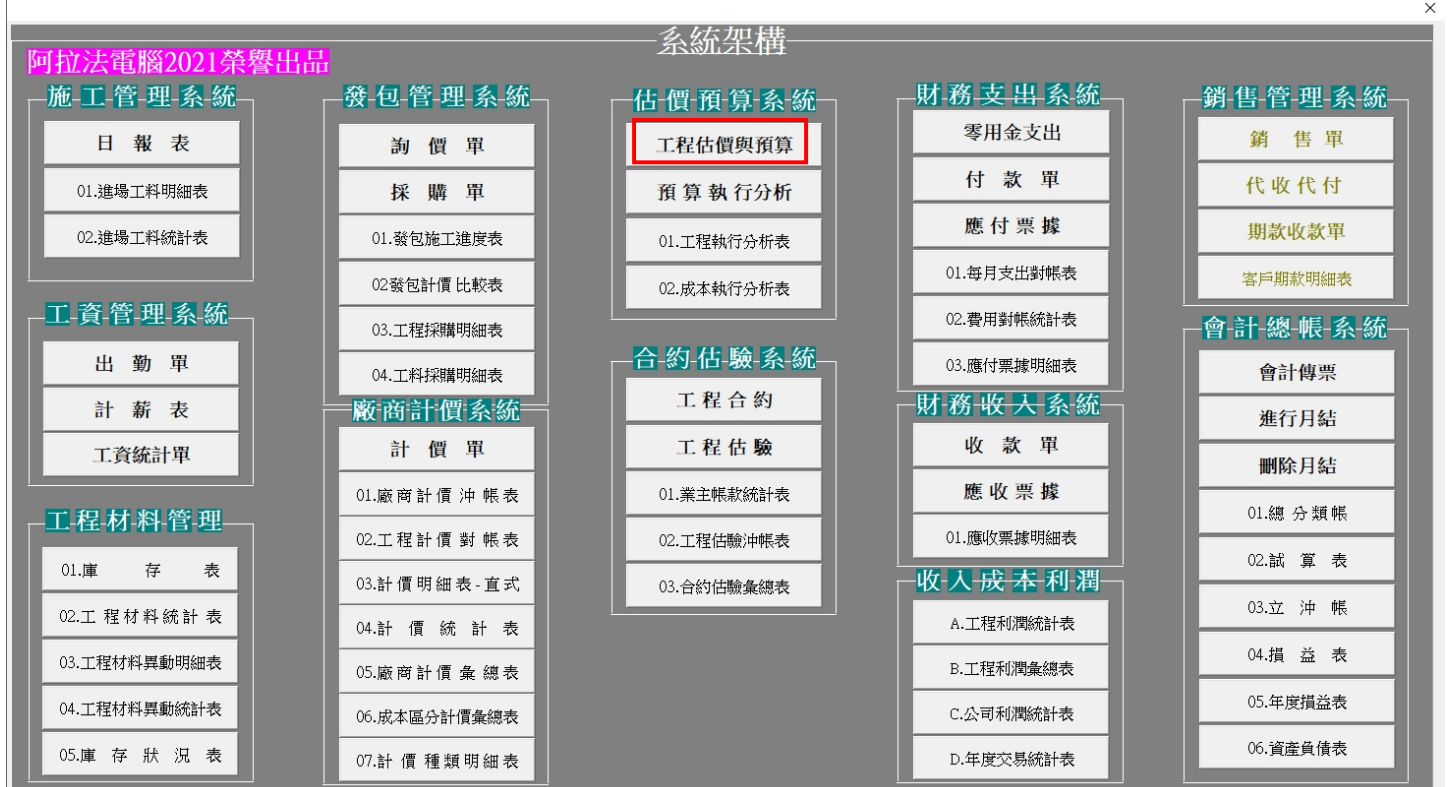 系統架構
阿拉法電腦2021榮譽出品
施工管理系統
日 報 表
01.進場工料明細表
02.進場工料統計表
工資管理系統
出 勤 單
計 薪 表
工資統計單
工程材料管理
01.庫 存 表
02.工程材料統計表
03.工程材料異動明細表
04.工程材料異動統計表
05.庫 存 狀 況 表
發包管理系統
詢 價 單
採 購 單
01.發包施工進度表
02發包計價比較表
03.工程採購明細表
04.工料採購明細表
廠商計價系統
計 價 單
01.廠商計價沖帳表
02.工程計價對帳表
03.計價明細表-直式
04.計 價 統 計 表
05.廠商計價彙總表
06.成本區分計價彙總表
07.計價種類明細表
估價預算系統
工程估價與預算
預算執行分析
01.工程執行分析表
02.成本執行分析表
合約估驗系統
工程合約
工程估驗
01.業主帳款統計表
02.工程估驗沖帳表
03.合約估驗彙總表
財務支出系統
零用金支出
付 款 單
應付票據
01.每月支出對帳表
02.費用對帳統計表
03.應付票據明細表
財務收入系統
收 款 單
應收票據
01.應收票據明細表
收入成本利潤
A.工程利潤統計表
B.工程利潤彙總表
C.公司利潤統計表
D.年度交易統計表
銷售管理系統
銷 售 單
代收代付
期款收款單
客戶期款明細表
會計總帳系統
會計傳票
進行月結
刪除月結
01.總分類帳
02.試 算 表
03.立 沖 帳
04.損 益 表
05.年度損益表
06.資產負債表